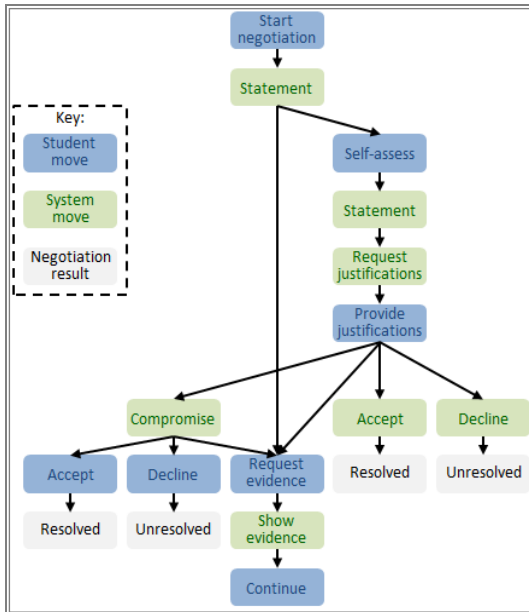 Start
negotiation
Statement
Key:
Student
move
System
move
Negotiation
result
Self-assess
Statement
Request
justifications
Provide
justifications
Compromise
Accept
Decline
Accept
Decline
Request
evidence
Resolved
Unresolved
Resolved
Unresolved
Show
evidence
Continue